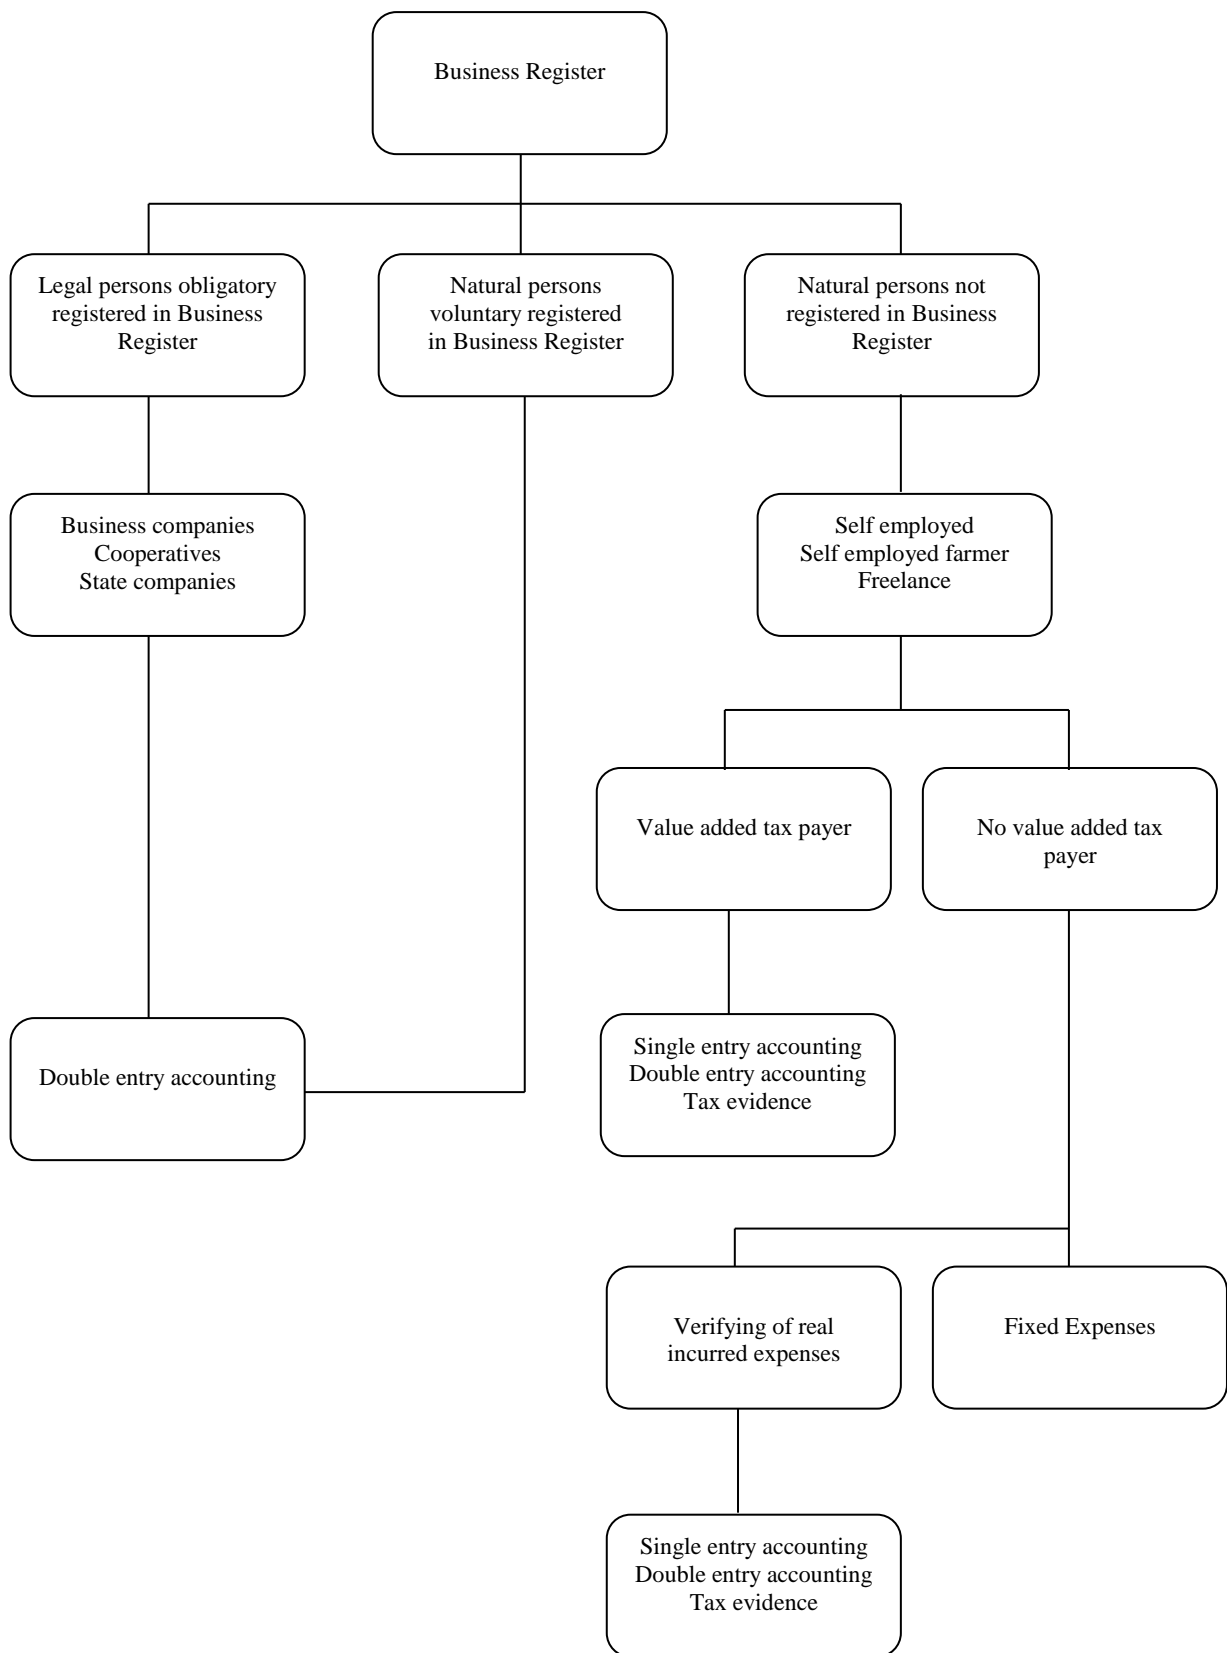 Business Register
Legal persons obligatory
registered in Business
Register
Natural persons
voluntary registered
in Business Register
Natural persons not
registered in Business
Register
Business companies
Cooperatives
State companies
Self employed
Self employed farmer
Freelance
Value added tax payer
No value added tax
payer
Double entry accounting
Single entry accounting
Double entry accounting
Tax evidence
Verifying of real
incurred expenses
Fixed Expenses
Single entry accounting
Double entry accounting
Tax evidence